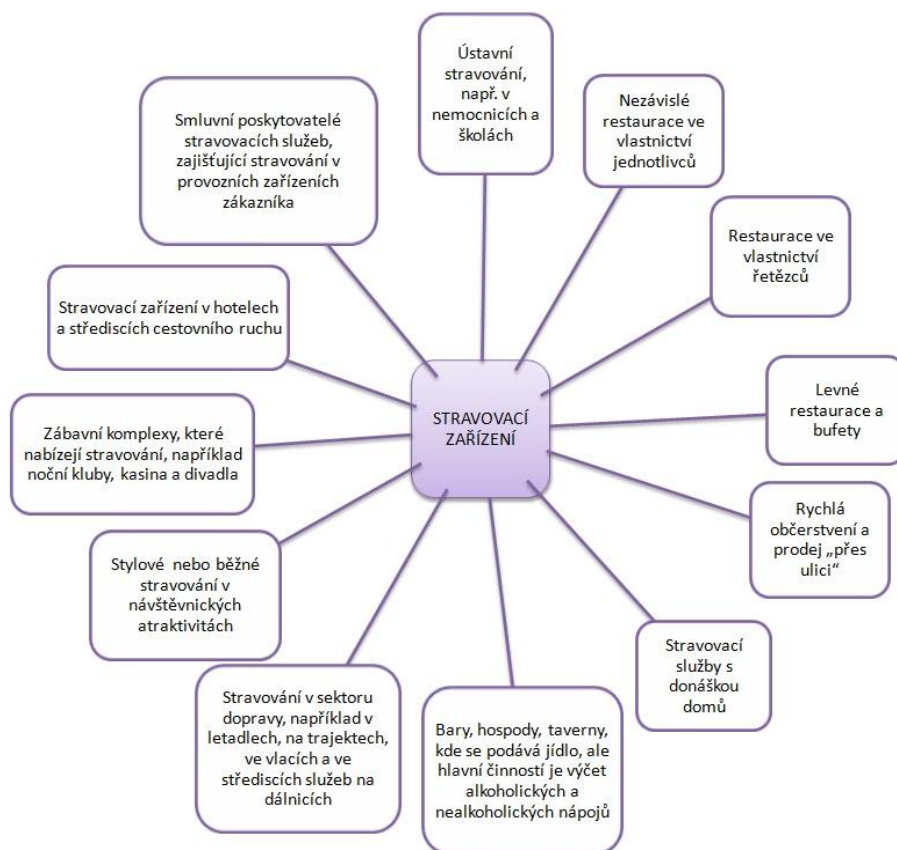 Ústavní
stravování,
např. v
nemocnicích a
školách
Nezávislé
restaurace ve
vlastnictví
jednotlivců
Restaurace ve
vlastnictví
řetězců
Levné
restaurace a
bufety
Rychlá
občerstvení a
prodej „přes
ulici“
Stravovací
služby s
donáškou
domů
Bary, hospody, taverny,
kde se podává jídlo, ale
hlavní činností je výčet
alkoholických a
nealkoholických nápojů
Stravování v sektoru
dopravy, například v
letadlech, na trajektech,
ve vlacích a ve
střediscích služeb na
dálnicích
Stylové nebo běžné
stravování v
návštěvnických
atraktivitách
Zábavní komplexy, které
nabízejí stravování, například
noční kluby, kasina a divadla
Stravovací zařízení v hotelech
a střediscích cestovního ruchu
Smluvní poskytovatelé
stravovacích služeb,
zajišťující stravování v
provozních zařízeních
zákazníka
STRAVOVACÍ
ZAŘÍZENÍ